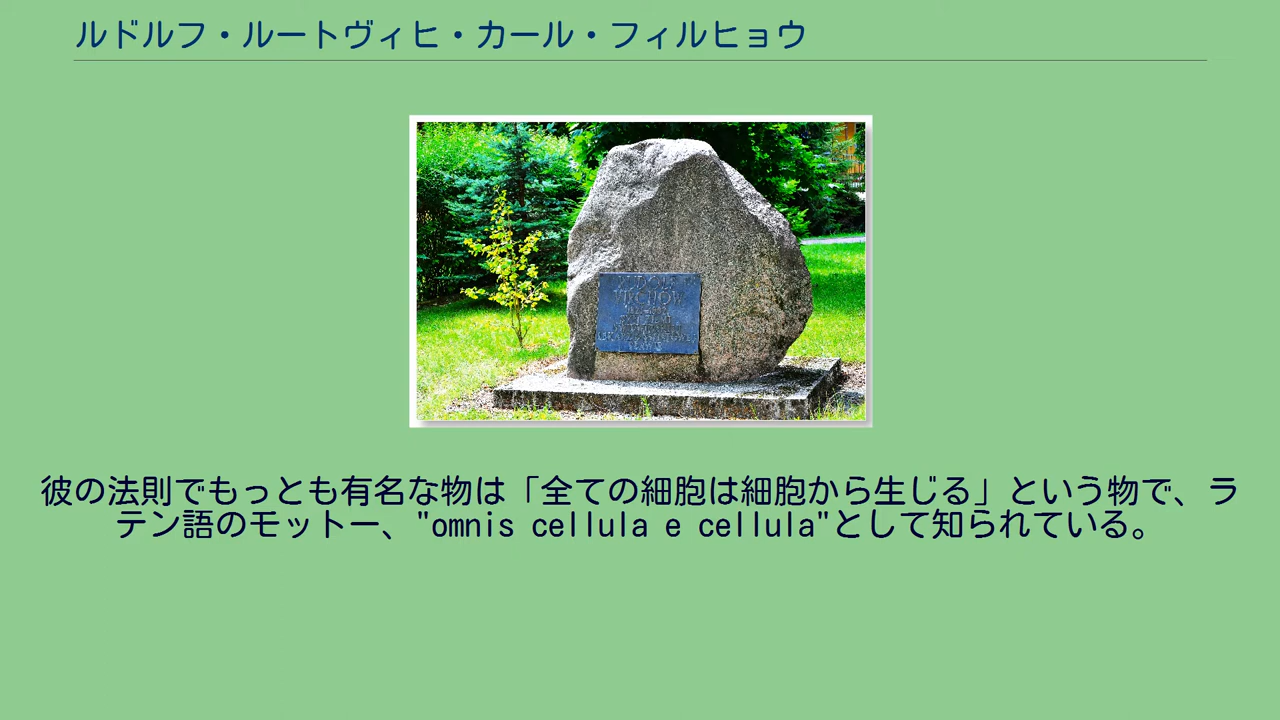 ルドルフ・ルートヴィヒ・カール・フィルヒョウ
RUDOLF
VIRCHOW
彼の法則でもっとも有名な物は「全ての細胞は細胞から生じる」という物で、ラ
テン語のモットー、"omnis cellula e cellula"として知られている。